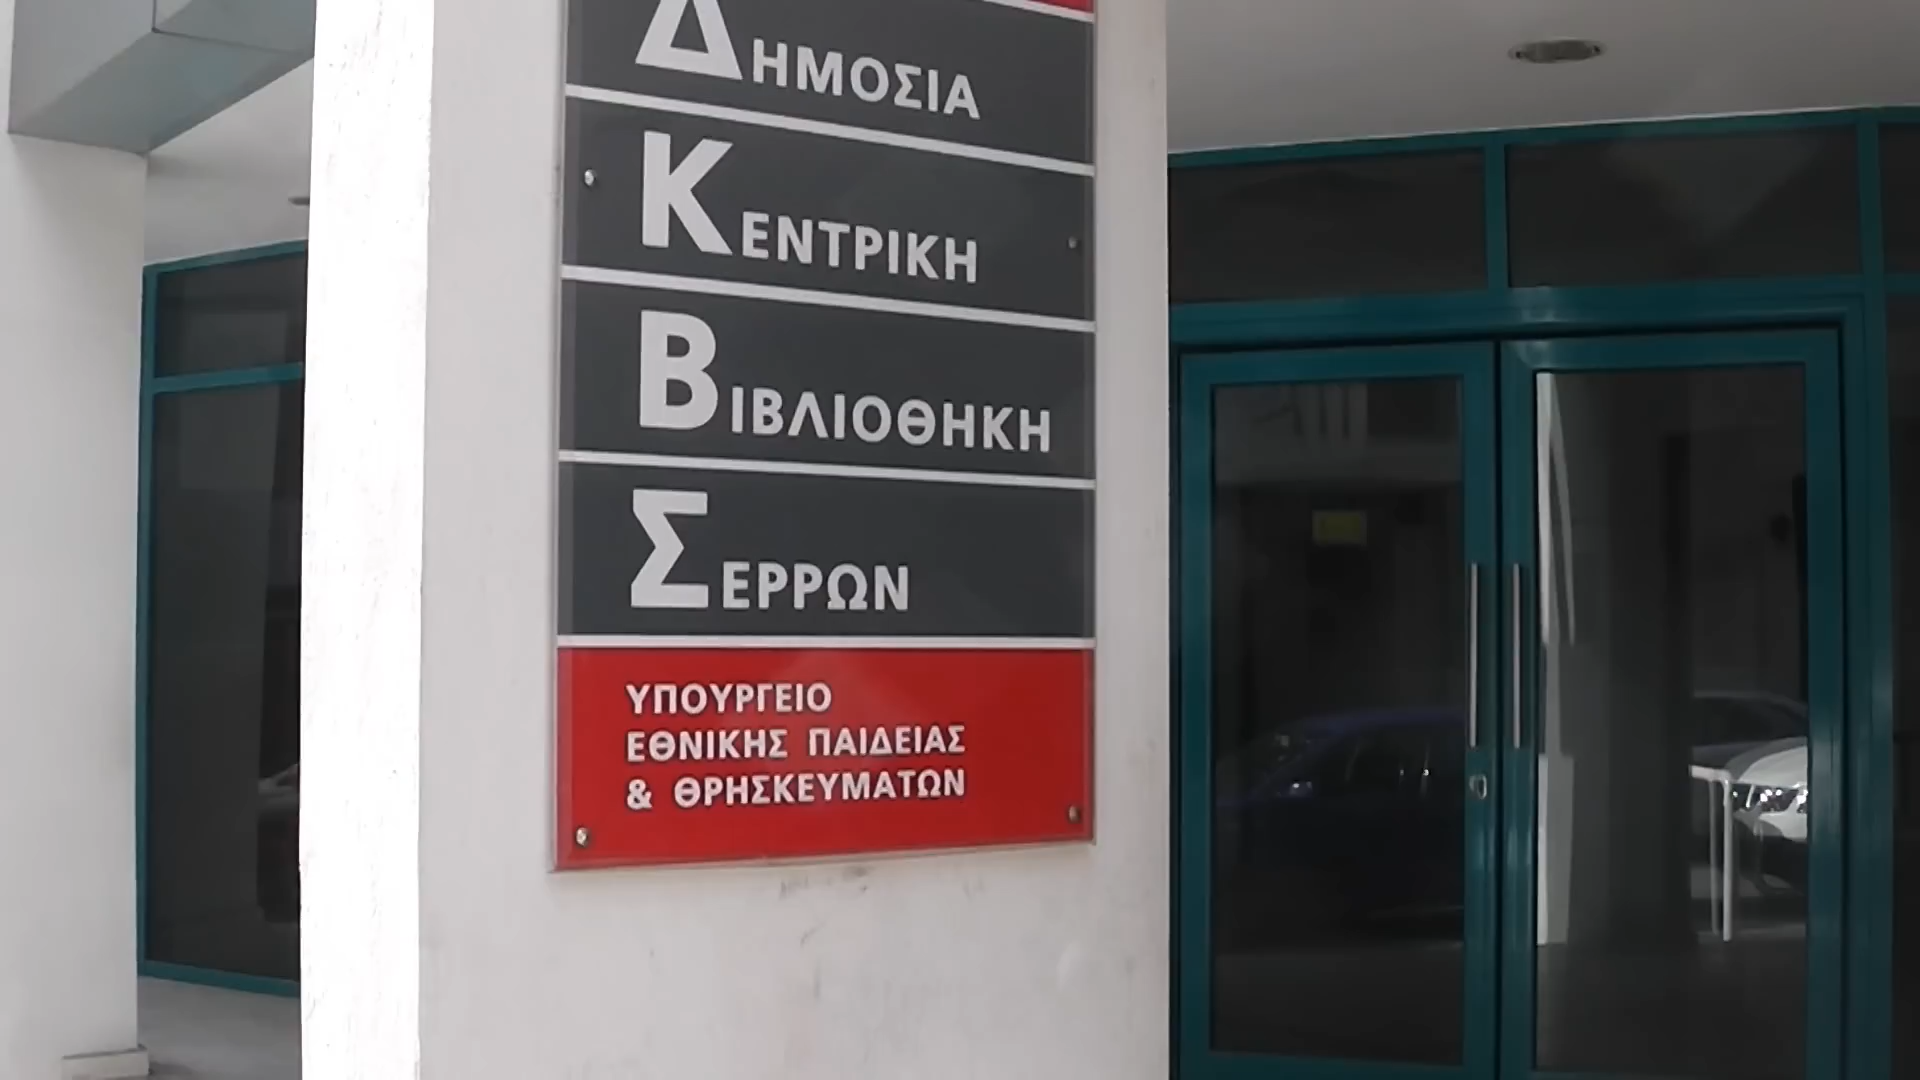 ΔΗΜΟΣΙΑ
ΚΕΝΤΡΙΚΗ
ΒΙΒΛΙΟΘΗΚΗ
ΣΕΡΡΩΝ
ΥΠΟΥΡΓΕΙΟ
ΕΘΝΙΚΗΣ ΠΑΙΔΕΙΑΣ
& ΘΡΗΣΚΕΥΜΑΤΩΝ